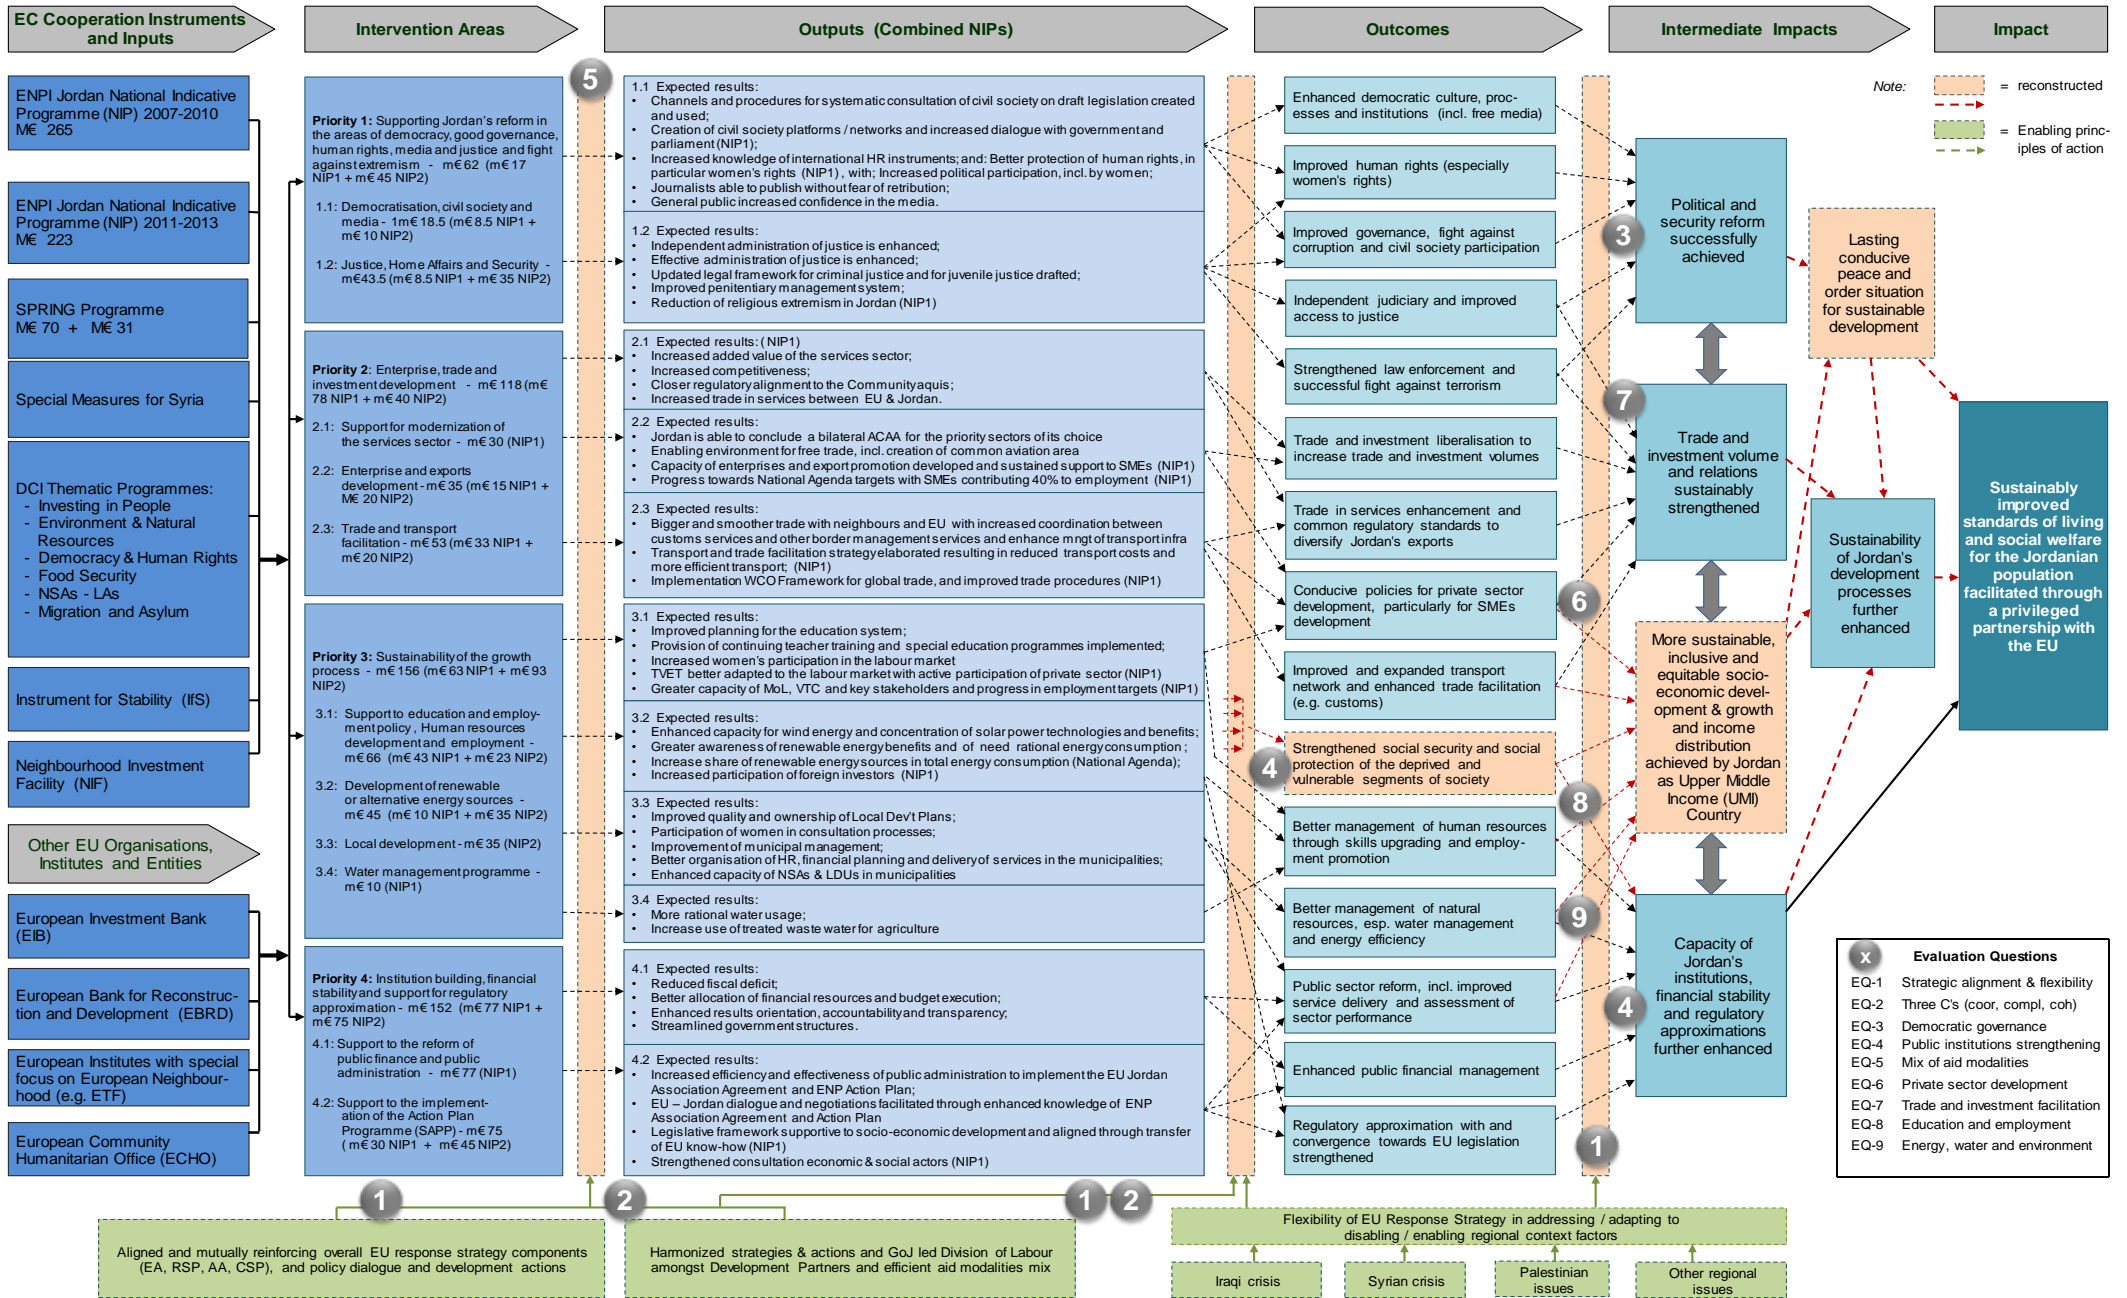 EC Cooperation Instruments
and Inputs
Intervention Areas
Outputs (Combined NIPs)
Outcomes
Intermediate Impacts
Impact
ENPI Jordan National Indicative
Programme (NIP) 2007-2010
M€ 265
ENPI Jordan National Indicative
Programme (NIP) 2011-2013
M€ 223
SPRING Programme
M€ 70 + M€ 31
Special Measures for Syria
DCI Thematic Programmes:
- Investing in People
- Environment & Natural
Resources
- Democracy & Human Rights
- Food Security
- NSAs - LAs
- Migration and Asylum
Instrument for Stability (IfS)
Neighbourhood Investment
Facility (NIF)
Other EU Organisations,
Institutes and Entities
European Investment Bank
(EIB)
European Bank for Reconstruc-
tion and Development (EBRD)
European Institutes with special
focus on European Neighbour-
hood (e.g. ETF)
European Community
Humanitarian Office (ECHO)
Priority 1: Supporting Jordan's reform in
the areas of democracy, good governance,
human rights, media and justice and fight
against extremism - m€ 62 (m€ 17
NIP1 + m€ 45 NIP2)
1.1: Democratisation, civil society and
media - 1m€ 18.5 (m€ 8.5 NIP1 +
m€ 10 NIP2)
1.2: Justice, Home Affairs and Security -
m€43.5 (m€ 8.5 NIP1 + m€ 35 NIP2)
Priority 2: Enterprise, trade and
investment development - m€ 118 (m€
78 NIP1 + m€ 40 NIP2)
2.1: Support for modernization of
the services sector - m€ 30 (NIP1)
2.2: Enterprise and exports
development - m€ 35 (m€ 15 NIP1 +
M€ 20 NIP2)
2.3: Trade and transport
facilitation - m€ 53 (m€ 33 NIP1 +
m€ 20 NIP2)
Priority 3: Sustainability of the growth
process - m€ 156 (m€ 63 NIP1 + m€ 93
NIP2)
3.1: Support to education and employ-
ment policy, Human resources
development and employment -
m€ 66 (m€ 43 NIP1 + m€ 23 NIP2)
3.2: Development of renewable
or alternative energy sources -
m€ 45 (m€ 10 NIP1 + m€ 35 NIP2)
3.3: Local development - m€ 35 (NIP2)
3.4: Water management programme -
m€ 10 (NIP1)
Priority 4: Institution building, financial
stability and support for regulatory
approximation - m€ 152 (m€ 77 NIP1 +
m€ 75 NIP2)
4.1: Support to the reform of
public finance and public
administration - m€ 77 (NIP1)
4.2: Support to the implement-
ation of the Action Plan
Programme (SAPP) - m€ 75
( m€ 30 NIP1 + m€ 45 NIP2)
5
1.1 Expected results:
• Channels and procedures for systematic consultation of civil society on draft legislation created
and used;
• Creation of civil society platforms / networks and increased dialogue with government and
parliament (NIP1);
• Increased knowledge of international HR instruments; and: Better protection of human rights, in
particular women's rights (NIP1) , with; Increased political participation, incl. by women;
• Journalists able to publish without fear of retribution;
• General public increased confidence in the media.
1.2 Expected results:
• Independent administration of justice is enhanced;
• Effective administration of justice is enhanced;
• Updated legal framework for criminal justice and for juvenile justice drafted;
• Improved penitentiary management system;
• Reduction of religious extremism in Jordan (NIP1)
2.1 Expected results: ( NIP1)
• Increased added value of the services sector;
• Increased competitiveness;
• Closer regulatory alignment to the Community aquis;
• Increased trade in services between EU & Jordan.
2.2 Expected results:
• Jordan is able to conclude a bilateral ACAA for the priority sectors of its choice
• Enabling environment for free trade, incl. creation of common aviation area
• Capacity of enterprises and export promotion developed and sustained support to SMEs (NIP1)
• Progress towards National Agenda targets with SMEs contributing 40% to employment (NIP1)
2.3 Expected results:
• Bigger and smoother trade with neighbours and EU with increased coordination between
customs services and other border management services and enhance mngt of transport infra
• Transport and trade facilitation strategy elaborated resulting in reduced transport costs and
more efficient transport; (NIP1)
• Implementation WCO Framework for global trade, and improved trade procedures (NIP1)
3.1 Expected results:
• Improved planning for the education system;
• Provision of continuing teacher training and special education programmes implemented;
• Increased women's participation in the labour market
• TVET better adapted to the labour market with active participation of private sector (NIP1)
• Greater capacity of MoL, VTC and key stakeholders and progress in employment targets (NIP1)
3.2 Expected results:
• Enhanced capacity for wind energy and concentration of solar power technologies and benefits;
• Greater awareness of renewable energy benefits and of need rational energy consumption ;
• Increase share of renewable energy sources in total energy consumption (National Agenda);
• Increased participation of foreign investors (NIP1)
3.3 Expected results:
• Improved quality and ownership of Local Dev't Plans;
• Participation of women in consultation processes;
• Improvement of municipal management;
• Better organisation of HR, financial planning and delivery of services in the municipalities;
• Enhanced capacity of NSAs & LDUs in municipalities
3.4 Expected results:
• More rational water usage;
• Increase use of treated waste water for agriculture
4.1 Expected results:
• Reduced fiscal deficit;
• Better allocation of financial resources and budget execution;
• Enhanced results orientation, accountability and transparency;
• Streamlined government structures.
4.2 Expected results:
• Increased efficiency and effectiveness of public administration to implement the EU Jordan
Association Agreement and ENP Action Plan;
• EU – Jordan dialogue and negotiations facilitated through enhanced knowledge of ENP
Association Agreement and Action Plan
• Legislative framework supportive to socio-economic development and aligned through transfer
of EU know-how (NIP1)
• Strengthened consultation economic & social actors (NIP1)
Enhanced democratic culture, proc-
esses and institutions (incl. free media)
Improved human rights (especially
women's rights)
Improved governance, fight against
corruption and civil society participation
Independent judiciary and improved
access to justice
Strengthened law enforcement and
successful fight against terrorism
Trade and investment liberalisation to
increase trade and investment volumes
Trade in services enhancement and
common regulatory standards to
diversify Jordan's exports
Conducive policies for private sector
development, particularly for SMEs
development
Improved and expanded transport
network and enhanced trade facilitation
(e.g. customs)
4
Strengthened social security and social
protection of the deprived and
vulnerable segments of society
Better management of human resources
through skills upgrading and employ-
ment promotion
Better management of natural
resources, esp. water management
and energy efficiency
Public sector reform, incl. improved
service delivery and assessment of
sector performance
Enhanced public financial management
Regulatory approximation with and
convergence towards EU legislation
strengthened
3
7
6
8
9
4
1
Political and
security reform
successfully
achieved
Trade and
investment volume
and relations
sustainably
strengthened
More sustainable,
inclusive and
equitable socio-
economic devel-
opment & growth
and income
distribution
achieved by Jordan
as Upper Middle
Income (UMI)
Country
Capacity of
Jordan's
institutions,
financial stability
and regulatory
approximations
further enhanced
Lasting
conducive
peace and
order situation
for sustainable
development
Sustainability
of Jordan's
development
processes
further
enhanced
Note:
= reconstructed
= Enabling princ-
iples of action
Sustainably
improved
standards of living
and social welfare
for the Jordanian
population
facilitated through
a privileged
partnership with
the EU
x Evaluation Questions
EQ-1 Strategic alignment & flexibility
EQ-2 Three C's (coor, compl, coh)
EQ-3 Democratic governance
EQ-4 Public institutions strengthening
EQ-5 Mix of aid modalities
EQ-6 Private sector development
EQ-7 Trade and investment facilitation
EQ-8 Education and employment
EQ-9 Energy, water and environment
1
2
1 2
Aligned and mutually reinforcing overall EU response strategy components
(EA, RSP, AA, CSP), and policy dialogue and development actions
Harmonized strategies & actions and GoJ led Division of Labour
amongst Development Partners and efficient aid modalities mix
Flexibility of EU Response Strategy in addressing / adapting to
disabling / enabling regional context factors
Iraqi crisis
Syrian crisis
Palestinian
issues
Other regional
issues